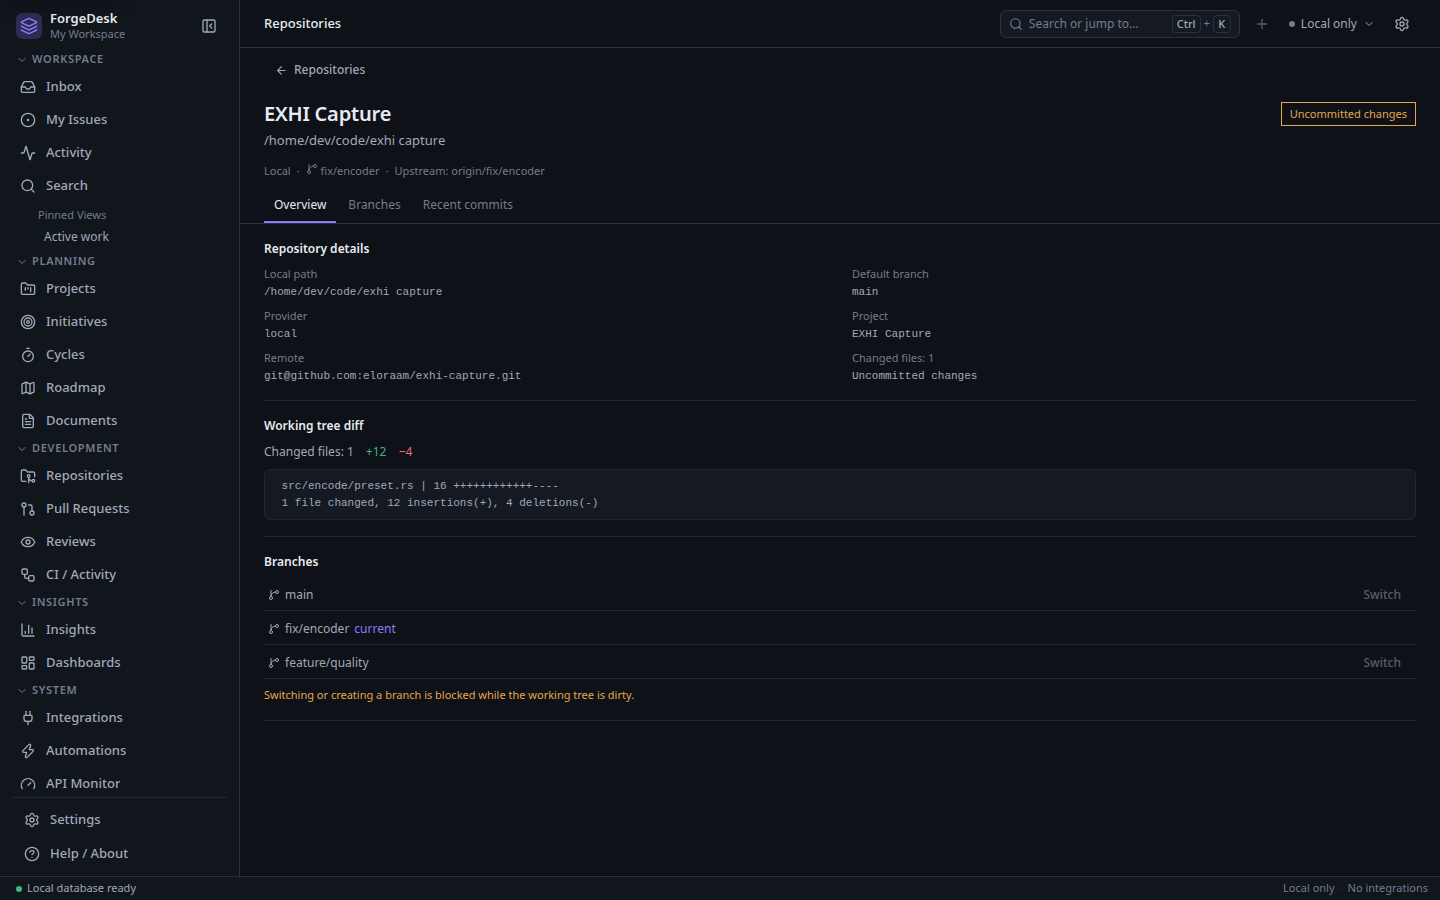 ForgeDesk
My Workspace
WORKSPACE
Inbox
My Issues
Activity
Search
Pinned Views
Active work
PLANNING
Projects
Initiatives
Cycles
Roadmap
Documents
DEVELOPMENT
Repositories
Pull Requests
Reviews
CI / Activity
INSIGHTS
Insights
Dashboards
SYSTEM
Integrations
Automations
API Monitor
Settings
Help / About
Repositories
Search or jump to... Ctrl + K
Local only
Repositories
EXHI Capture
Uncommitted changes
/home/dev/code/exhi capture
Local · fix/encoder · Upstream: origin/fix/encoder
Overview Branches Recent commits
Repository details
Local path
/home/dev/code/exhi capture
Default branch
main
Provider
local
Project
EXHI Capture
Remote
git@github.com:eloraam/exhi-capture.git
Changed files: 1
Uncommitted changes
Working tree diff
Changed files: 1 +12 −4
src/encode/preset.rs | 16 ++++++++++++----
1 file changed, 12 insertions(+), 4 deletions(-)
Branches
main Switch
fix/encoder current
feature/quality Switch
Switching or creating a branch is blocked while the working tree is dirty.
Local database ready
Local only · No integrations